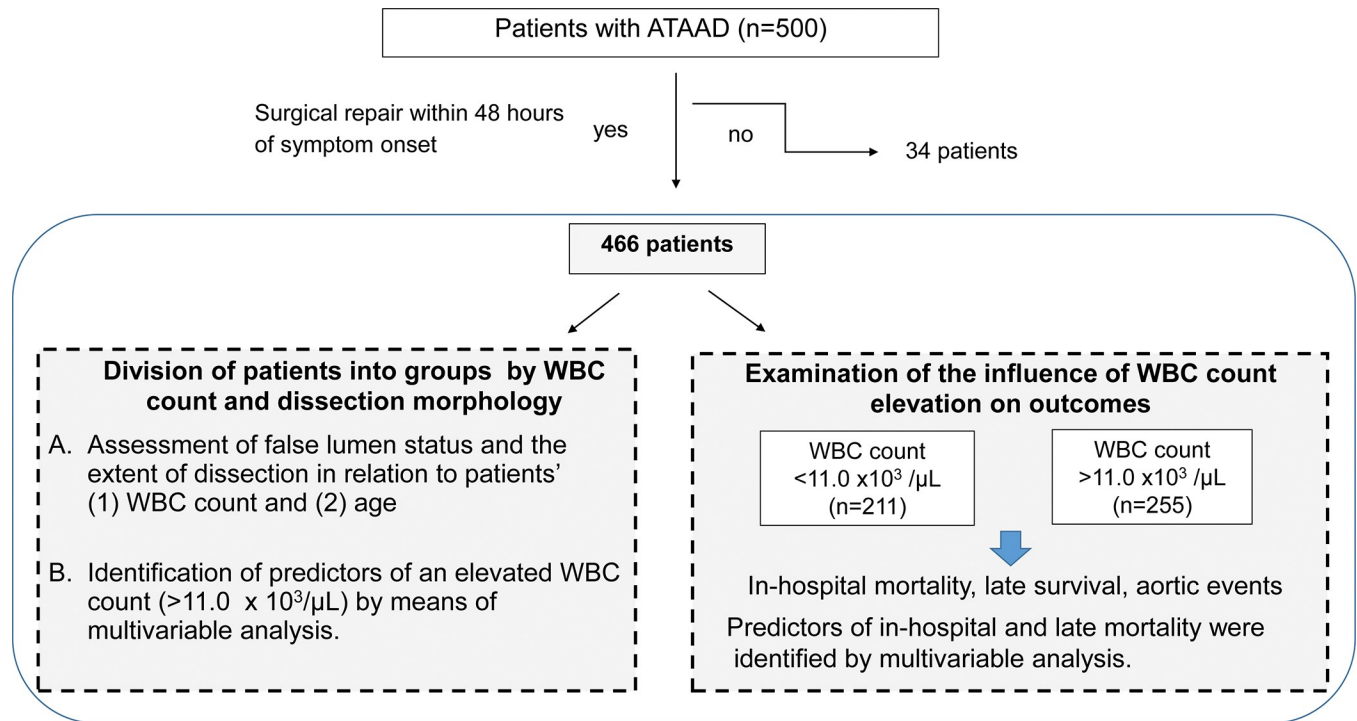 Patients with ATAAD (n=500)
Surgical repair within 48 hours
of symptom onset
yes
no
34 patients
466 patients
Division of patients into groups by WBC
count and dissection morphology
A. Assessment of false lumen status and the
extent of dissection in relation to patients’
(1) WBC count and (2) age
B. Identification of predictors of an elevated WBC
count (>11.0 x 10³/µL) by means of
multivariable analysis.
Examination of the influence of WBC count
elevation on outcomes
WBC count
<11.0 x10³ /µL
(n=211)
WBC count
>11.0 x10³ /µL
(n=255)
In-hospital mortality, late survival, aortic events
Predictors of in-hospital and late mortality were
identified by multivariable analysis.